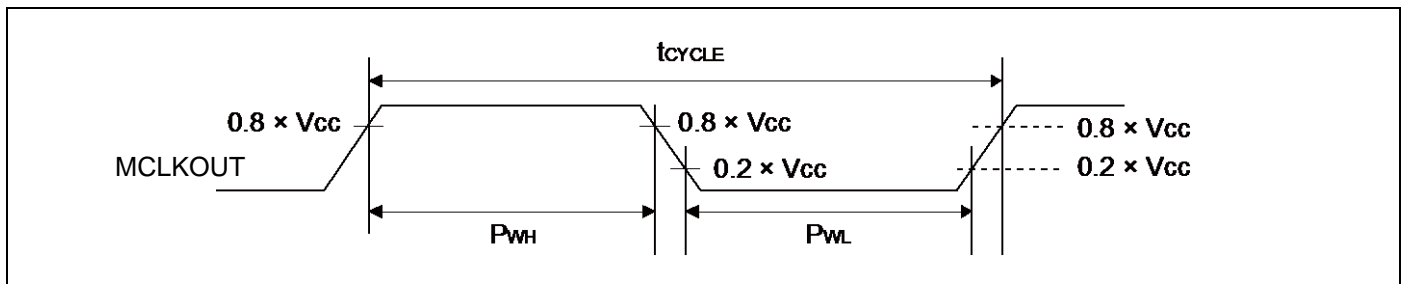 tCYCLE
0.8 × Vcc
0.8 × Vcc
0.8 × Vcc
MCLKOUT
0.2 × Vcc
0.2 × Vcc
PWH
PWL